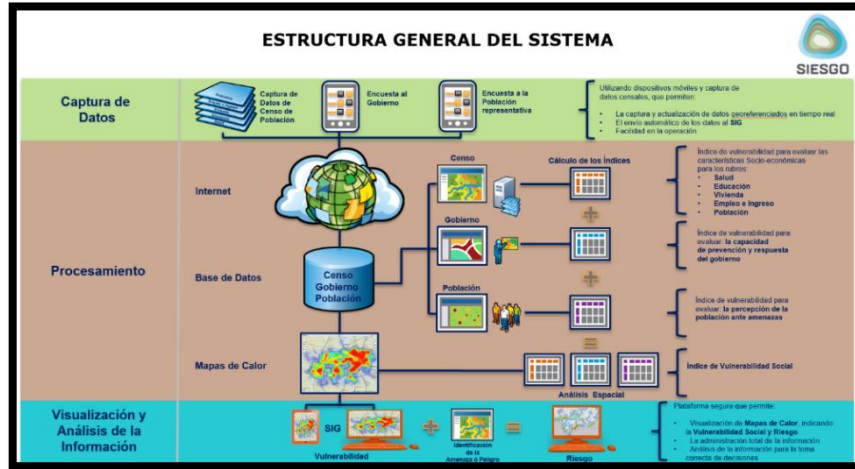 ESTRUCTURA GENERAL DEL SISTEMA
SIESGO
Captura de
Datos
Captura de
Datos de
Censo de
Población
Encuesta al
Gobierno
Encuesta a la
Población
representativa
Utilizando dispositivos móviles y captura de
datos censales, que permiten:
• La captura y actualización de datos georeferenciados en tiempo real
• El envío automático de los datos al SIG
• Facilidad en la operación
Procesamiento
Internet
Base de Datos
Censo
Gobierno
Población
Mapas de Calor
Censo
Gobierno
Población
Cálculo de los Índices
Análisis Espacial
Índice de vulnerabilidad para evaluar las
características Socio-económicas
para los rubros:
• Salud
• Educación
• Vivienda
• Empleo e Ingreso
• Población
Índice de vulnerabilidad para
evaluar: la capacidad
de prevención y respuesta
del gobierno
Índice de vulnerabilidad para
evaluar: la percepción de la
población ante amenazas
Índice de Vulnerabilidad Social
Visualización y
Análisis de la
Información
SIG
Vulnerabilidad
Identificación
de la
Amenaza o Peligro
Riesgo
Plataforma segura que permite:
• Visualización de Mapas de Calor, indicando:
la Vulnerabilidad Social y Riesgo
• La administración total de la información
• Análisis de la información para la toma
correcta de decisiones